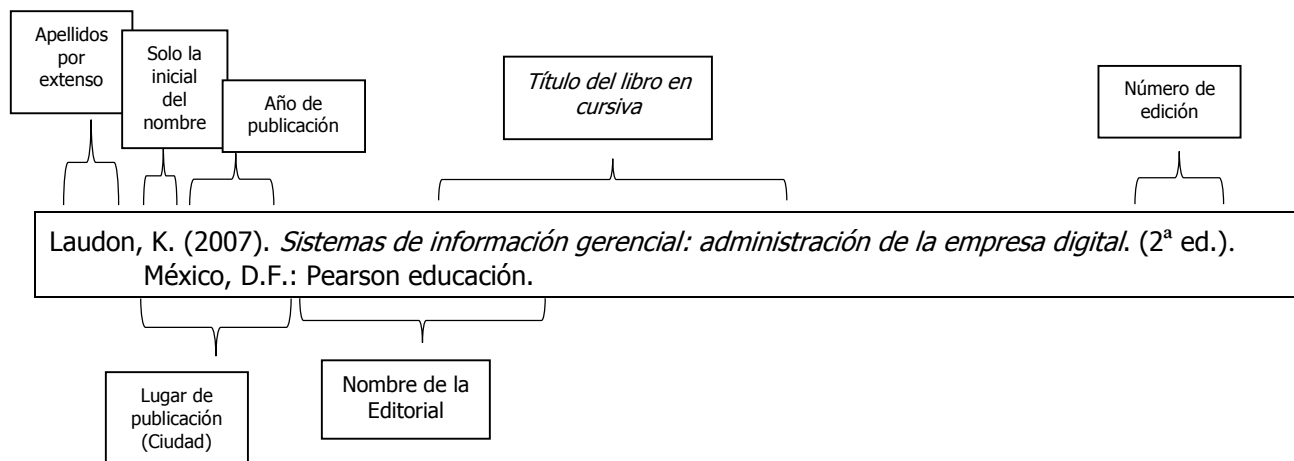 Apellidos
por
extenso
Solo la
inicial
del
nombre
Año de
publicación
Título del libro en
cursiva
Número de
edición
Laudon, K. (2007). Sistemas de información gerencial: administración de la empresa digital. (2ª ed.).
México, D.F.: Pearson educación.
Lugar de
publicación
(Ciudad)
Nombre de la
Editorial